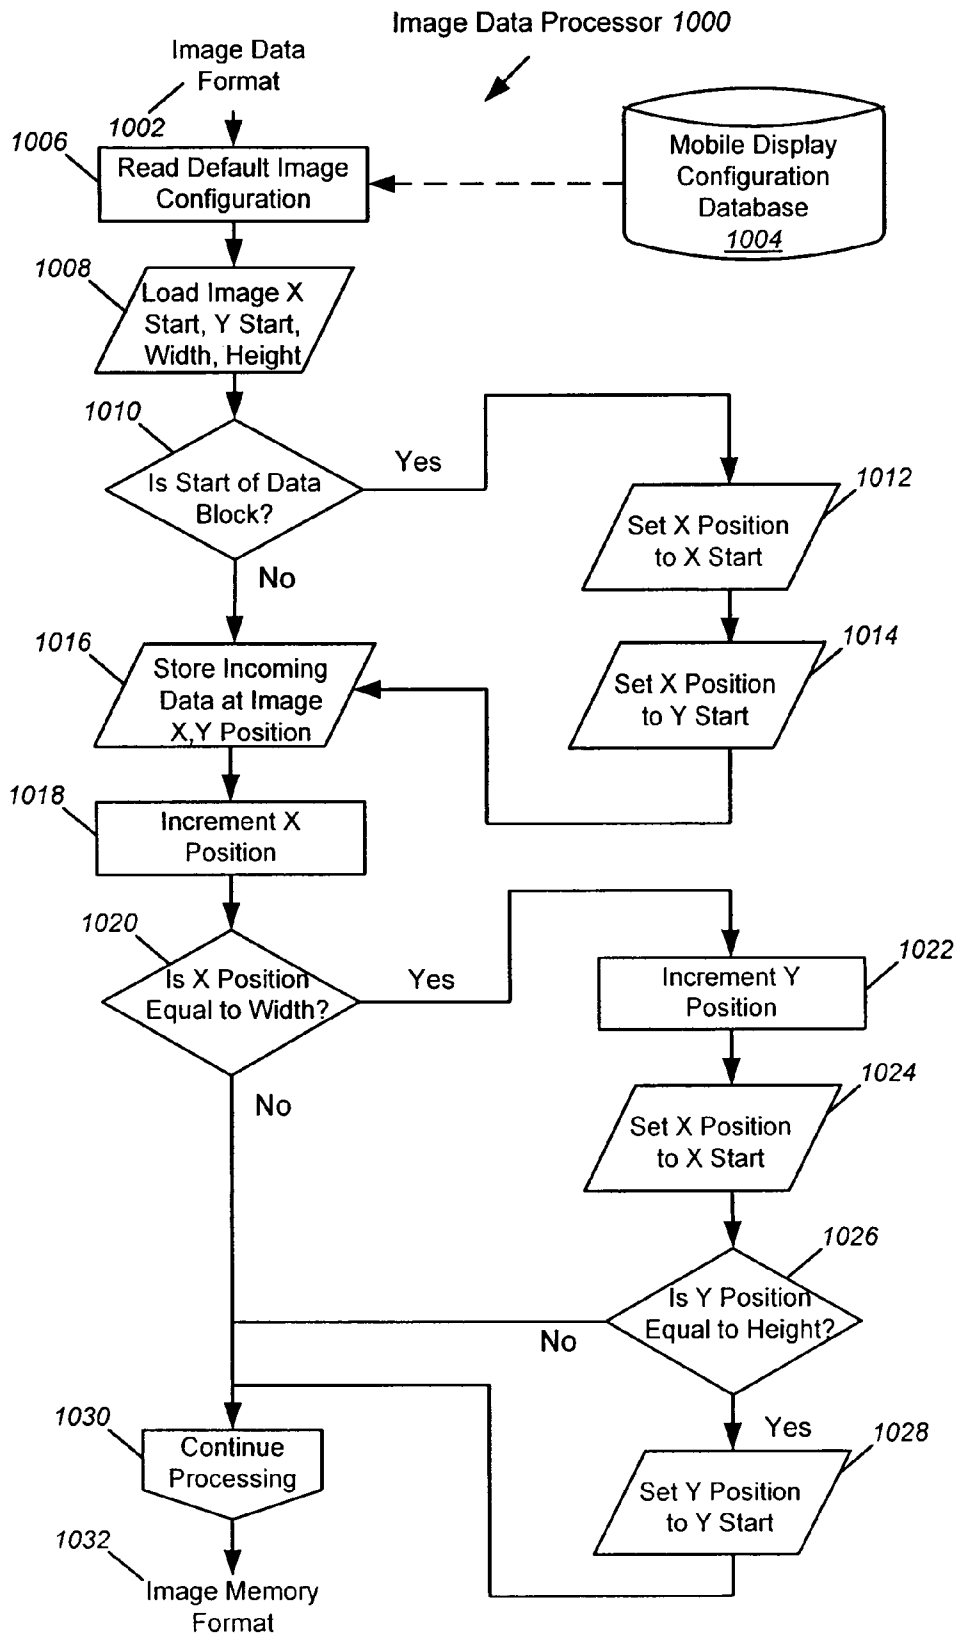 Image Data Processor 1000
Image Data
Format
1002
1006
Read Default Image
Configuration
Mobile Display
Configuration
Database
1004
1008
Load Image X
Start, Y Start,
Width, Height
1010
Is Start of Data
Block?
Yes
No
1012
Set X Position
to X Start
1014
Set X Position
to Y Start
1016
Store Incoming
Data at Image
X,Y Position
1018
Increment X
Position
1020
Is X Position
Equal to Width?
Yes
No
1022
Increment Y
Position
1024
Set X Position
to X Start
1026
Is Y Position
Equal to Height?
No
Yes
1028
Set Y Position
to Y Start
1030
Continue
Processing
1032
Image Memory
Format